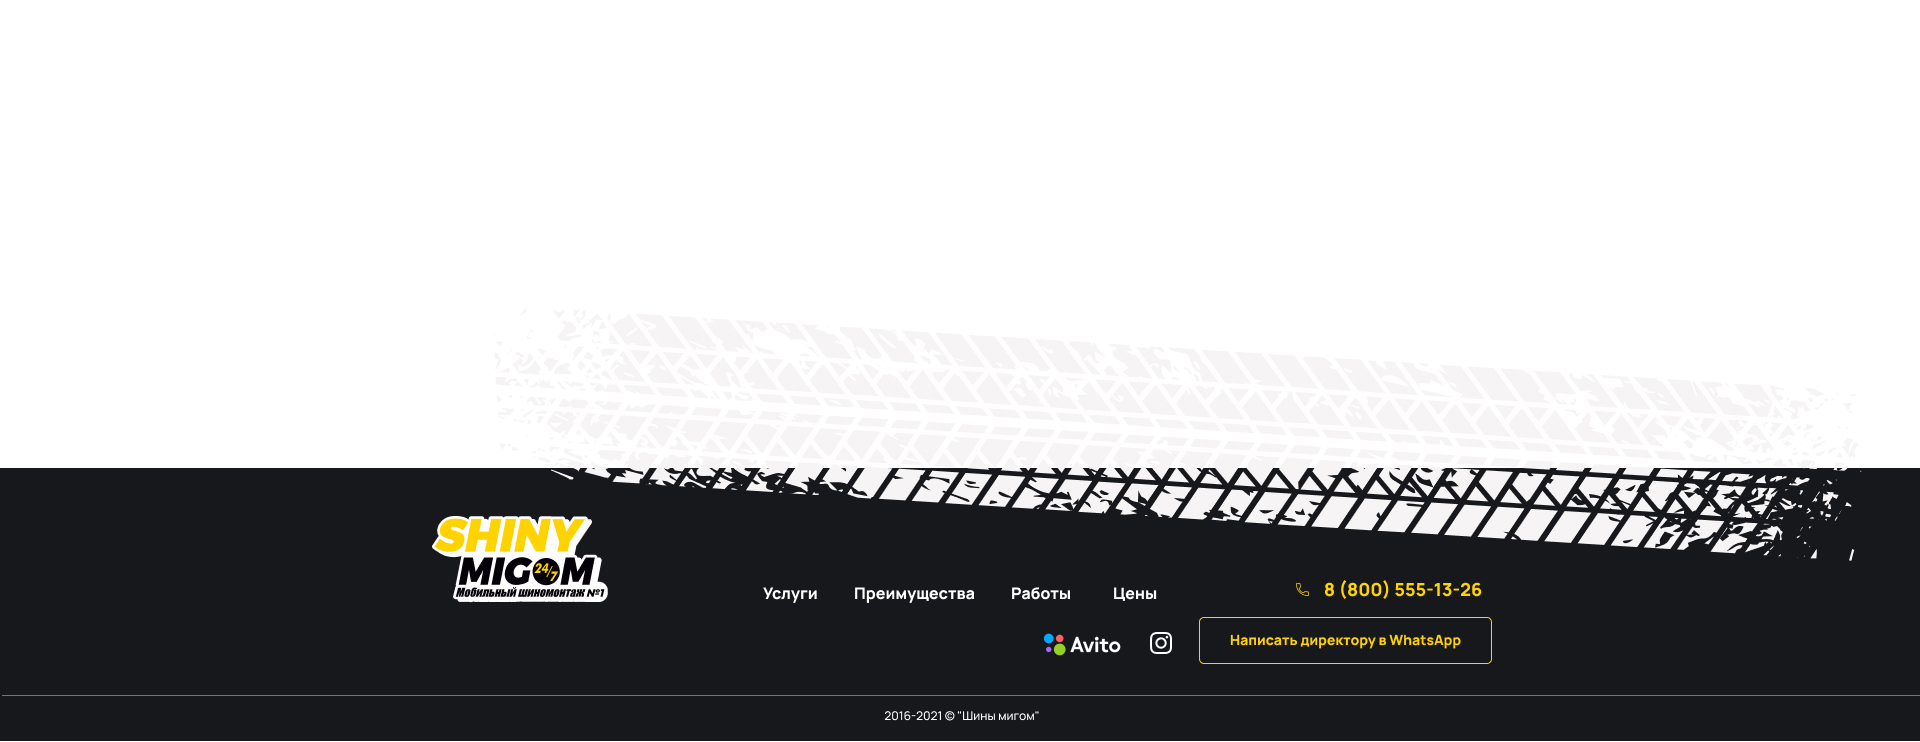 SHINY
MIGOM
24/7
Мобильный шиномонтаж №1
Услуги Преимущества Работы Цены
8 (800) 555-13-26
Avito
Написать директору в WhatsApp
2016-2021 © "Шины мигом"